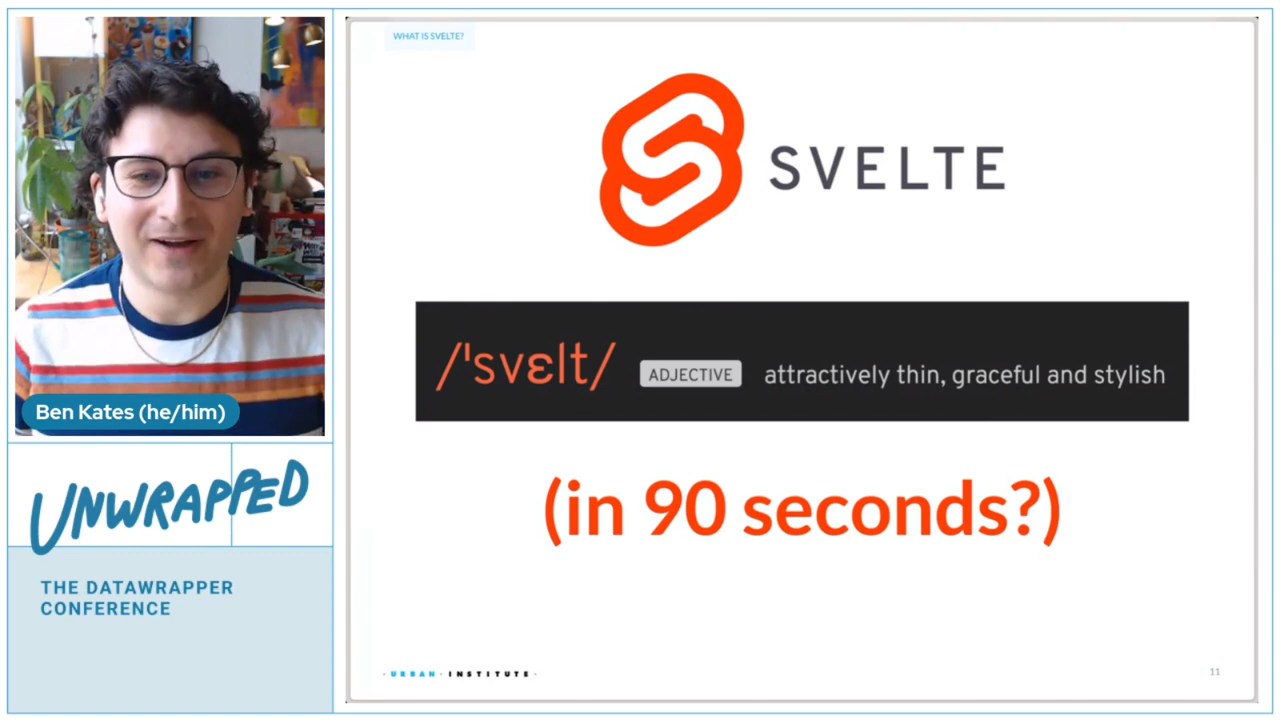 Ben Kates (he/him)
UNWRAPPED
THE DATAWRAPPER
CONFERENCE
WHAT IS SVELTE?
SVELTE
/ˈsvɛlt/ ADJECTIVE attractively thin, graceful and stylish
(in 90 seconds?)
· URBAN · INSTITUTE ·
11